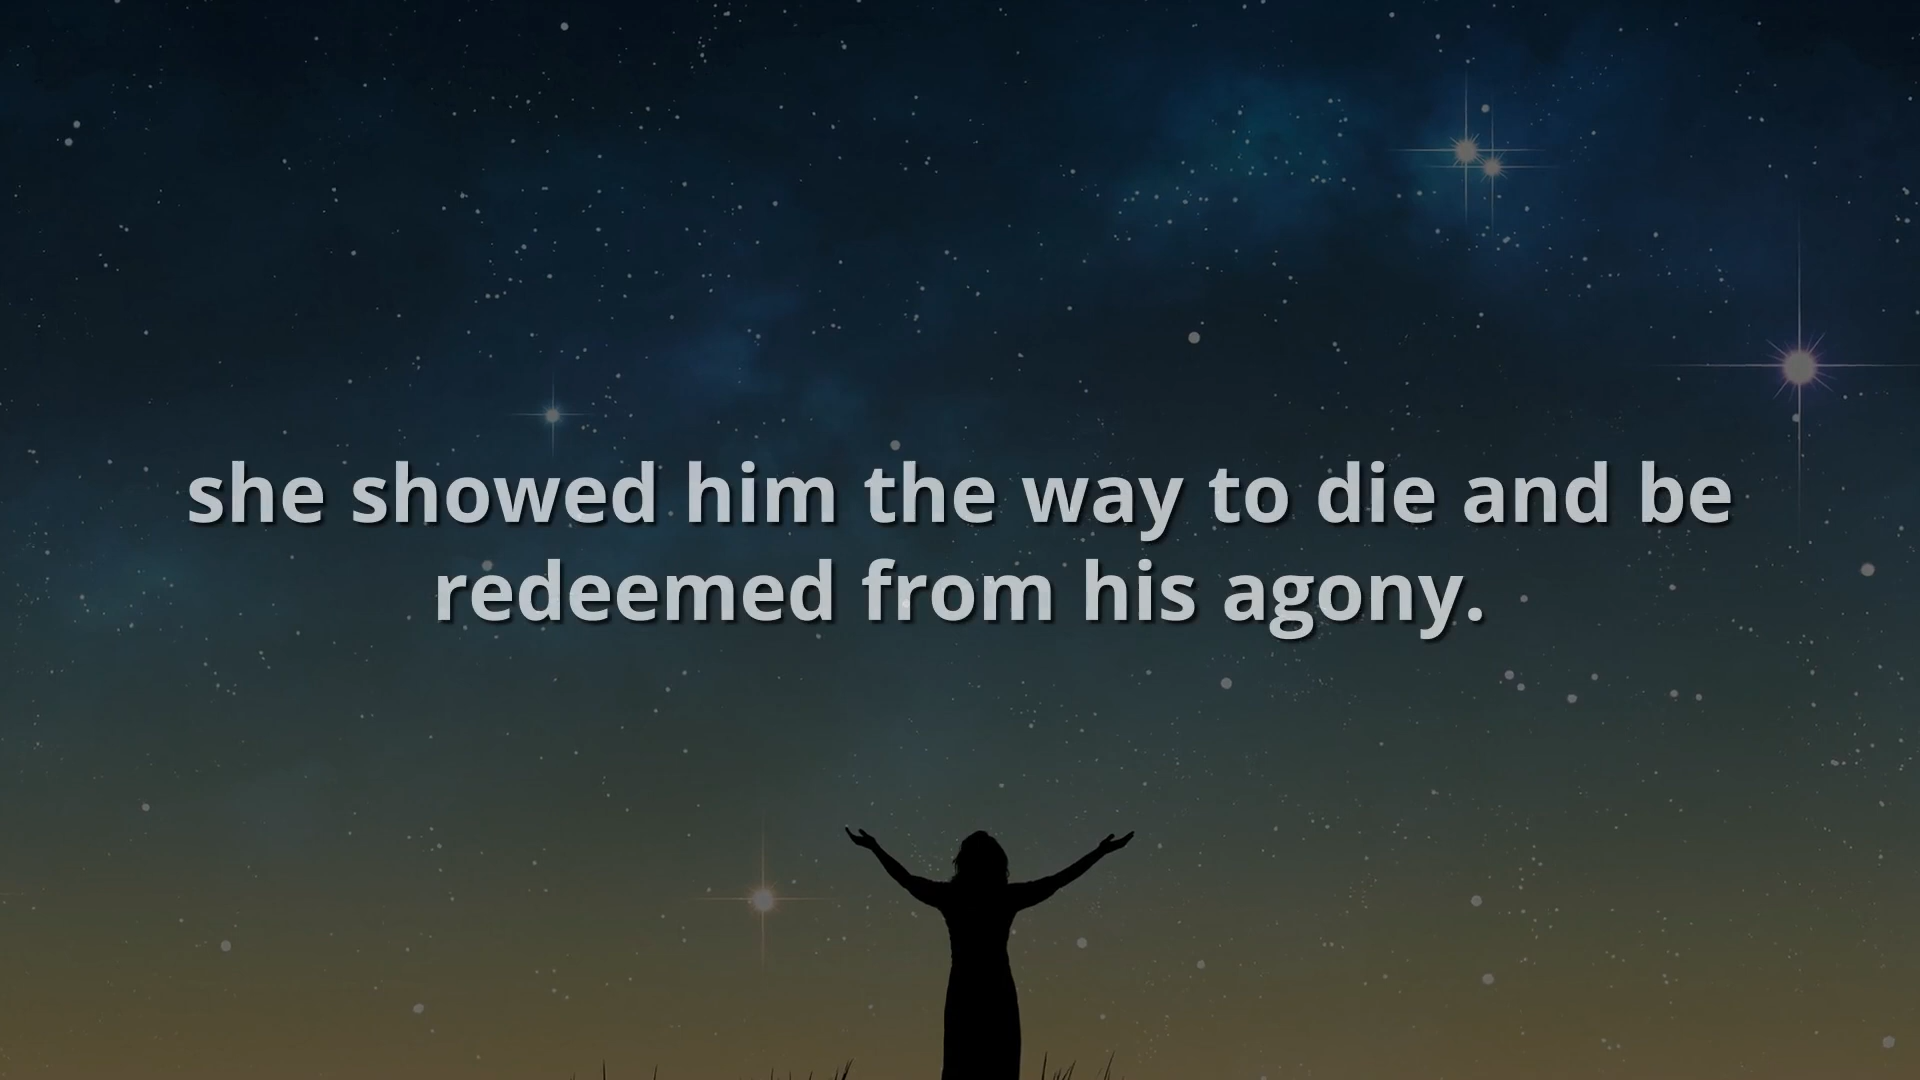 she showed him the way to die and be
redeemed from his agony.